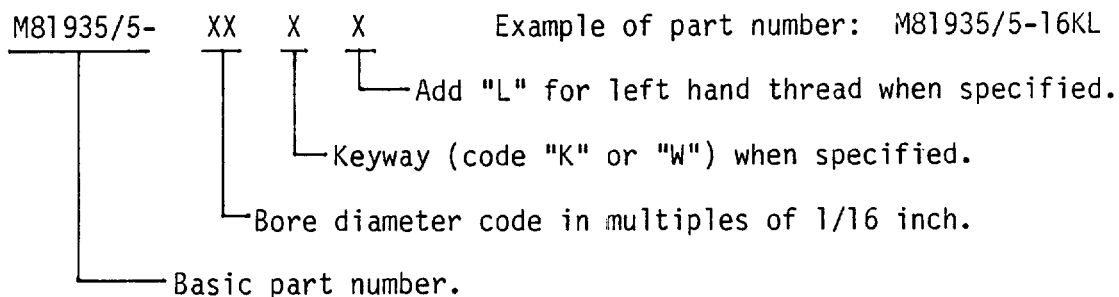 M81935/5- XX X X Example of part number: M81935/5-16KL
Add "L" for left hand thread when specified.
Keyway (code "K" or "W") when specified.
Bore diameter code in multiples of 1/16 inch.
Basic part number.